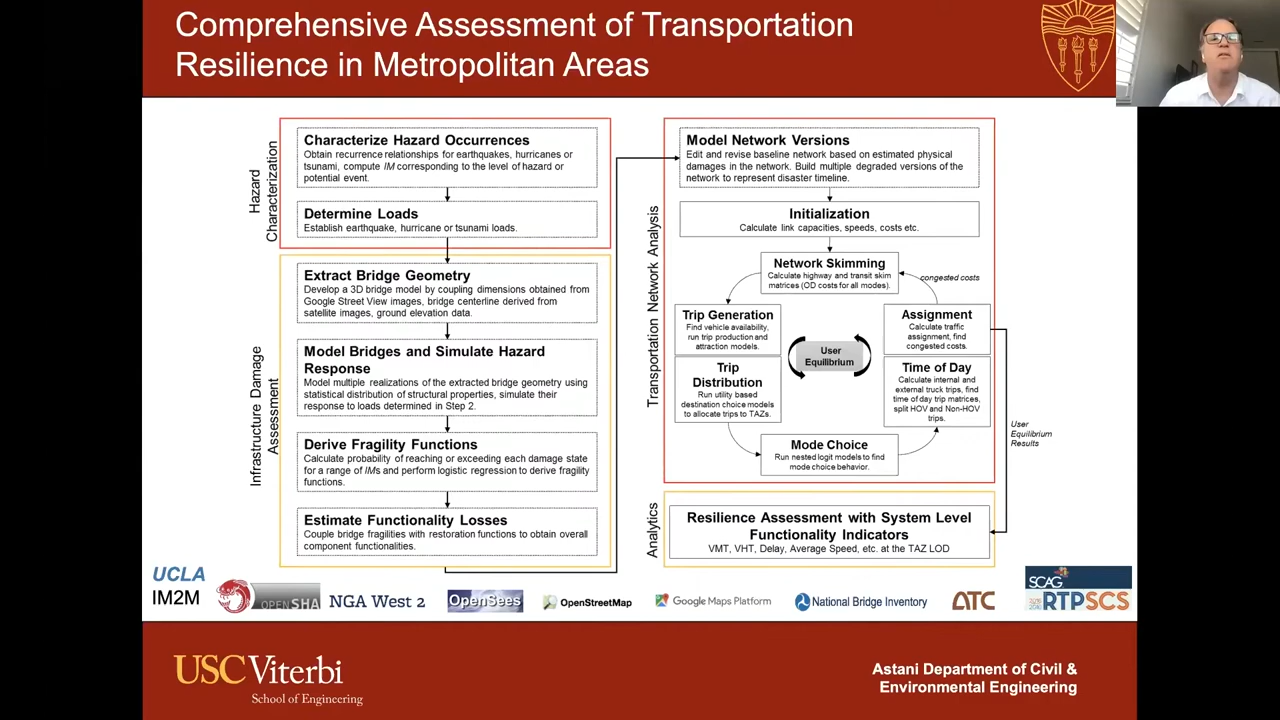 Comprehensive Assessment of Transportation
Resilience in Metropolitan Areas
Hazard
Characterization
Characterize Hazard Occurrences
Obtain recurrence relationships for earthquakes, hurricanes or
tsunami, compute IM corresponding to the level of hazard or
potential event.
Determine Loads
Establish earthquake, hurricane or tsunami loads.
Infrastructure Damage
Assessment
Extract Bridge Geometry
Develop a 3D bridge model by coupling dimensions obtained from
Google Street View images, bridge centerline derived from
satellite images, ground elevation data.
Model Bridges and Simulate Hazard
Response
Model multiple realizations of the extracted bridge geometry using
statistical distribution of structural properties, simulate their
response to loads determined in Step 2.
Derive Fragility Functions
Calculate probability of reaching or exceeding each damage state
for a range of IMs and perform logistic regression to derive fragility
functions.
Estimate Functionality Losses
Couple bridge fragilities with restoration functions to obtain overall
component functionalities.
Transportation Network Analysis
Model Network Versions
Edit and revise baseline network based on estimated physical
damages in the network. Build multiple degraded versions of the
network to represent disaster timeline.
Initialization
Calculate link capacities, speeds, costs etc.
Network Skimming
Calculate highway and transit skim
matrices (OD costs for all modes).
congested costs
Trip Generation
Find vehicle availability,
run trip production and
attraction models.
Trip
Distribution
Run utility based
destination choice models
to allocate trips to TAZs.
User
Equilibrium
Assignment
Calculate traffic
assignment, find
congested costs.
Time of Day
Calculate internal and
external truck trips, find
time of day trip matrices,
split HOV and Non-HOV
trips.
Mode Choice
Run nested logit models to find
mode choice behavior.
User
Equilibrium
Results
Analytics
Resilience Assessment with System Level
Functionality Indicators
VMT, VHT, Delay, Average Speed, etc. at the TAZ LOD
UCLA
IM2M
OPENSHA
NGA West 2
OpenSees
OpenStreetMap
Google Maps Platform
National Bridge Inventory
ATC
SCAG
RTPSCS
USC Viterbi
School of Engineering
Astani Department of Civil &
Environmental Engineering